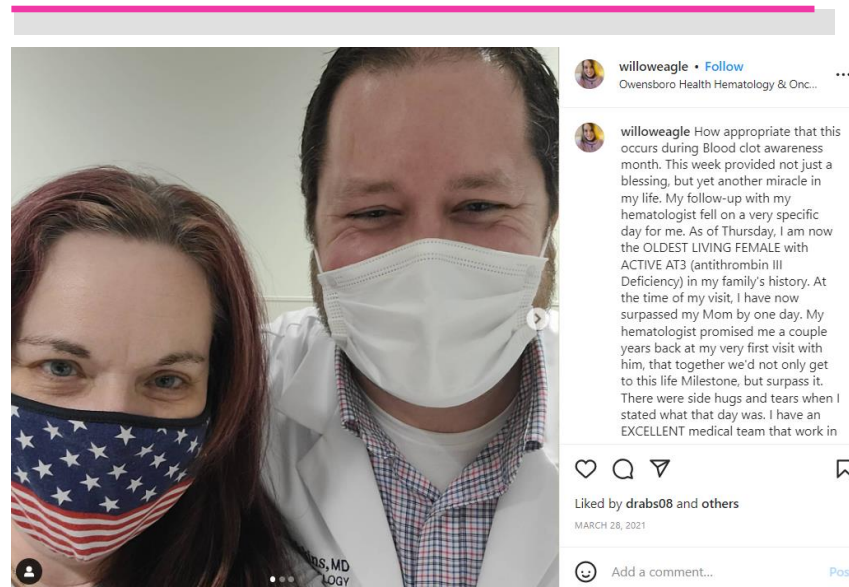 willoweagle • Follow
Owensboro Health Hematology & Onc...
willoweagle How appropriate that this
occurs during Blood clot awareness
month. This week provided not just a
blessing, but yet another miracle in
my life. My follow-up with my
hematologist fell on a very specific
day for me. As of Thursday, I am now
the OLDEST LIVING FEMALE with
ACTIVE AT3 (antithrombin III
Deficiency) in my family's history. At
the time of my visit, I have now
surpassed my Mom by one day. My
hematologist promised me a couple
years back at my very first visit with
him, that together we'd not only get
to this life Milestone, but surpass it.
There were side hugs and tears when I
stated what that day was. I have an
EXCELLENT medical team that work in
Liked by drabs08 and others
MARCH 28, 2021
Add a comment...
Pos
MD
LOGY